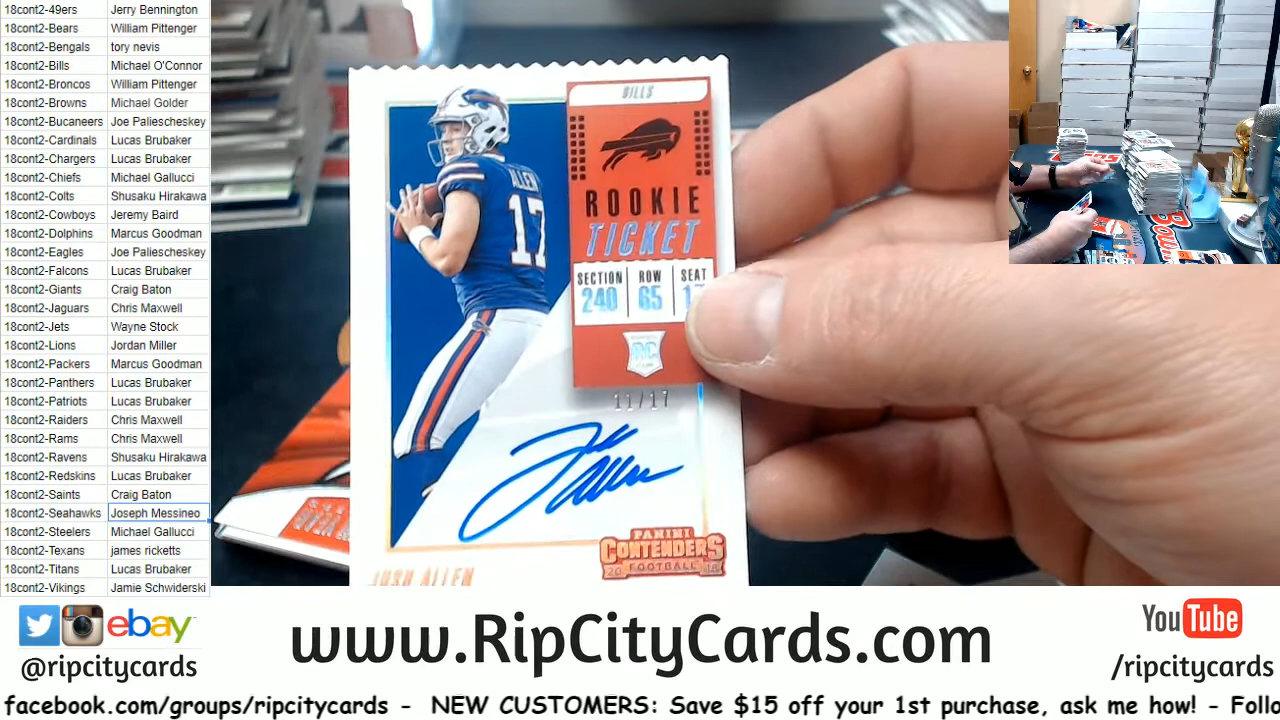 18cont2-49ers Jerry Bennington
18cont2-Bears William Pittenger
18cont2-Bengals tory nevis
18cont2-Bills Michael O'Connor
18cont2-Broncos William Pittenger
18cont2-Browns Michael Golder
18cont2-Bucaneers Joe Paliescheskey
18cont2-Cardinals Lucas Brubaker
18cont2-Chargers Lucas Brubaker
18cont2-Chiefs Michael Gallucci
18cont2-Colts Shusaku Hirakawa
18cont2-Cowboys Jeremy Baird
18cont2-Dolphins Marcus Goodman
18cont2-Eagles Joe Paliescheskey
18cont2-Falcons Lucas Brubaker
18cont2-Giants Craig Baton
18cont2-Jaguars Chris Maxwell
18cont2-Jets Wayne Stock
18cont2-Lions Jordan Miller
18cont2-Packers Marcus Goodman
18cont2-Panthers Lucas Brubaker
18cont2-Patriots Lucas Brubaker
18cont2-Raiders Chris Maxwell
18cont2-Rams Chris Maxwell
18cont2-Ravens Shusaku Hirakawa
18cont2-Redskins Lucas Brubaker
18cont2-Saints Craig Baton
18cont2-Seahawks Joseph Messineo
18cont2-Steelers Michael Gallucci
18cont2-Texans james ricketts
18cont2-Titans Lucas Brubaker
18cont2-Vikings Jamie Schwiderski
BILLS
ROOKIE
TICKET
SECTION ROW SEAT
240 65 17
RC
11/17
ALLEN
17
Josh Allen
PANINI
CONTENDERS
20 FOOTBALL 18
JOSH ALLEN
ebay
@ripcitycards
www.RipCityCards.com
YouTube
/ripcitycards
facebook.com/groups/ripcitycards - NEW CUSTOMERS: Save $15 off your 1st purchase, ask me how! - Follo